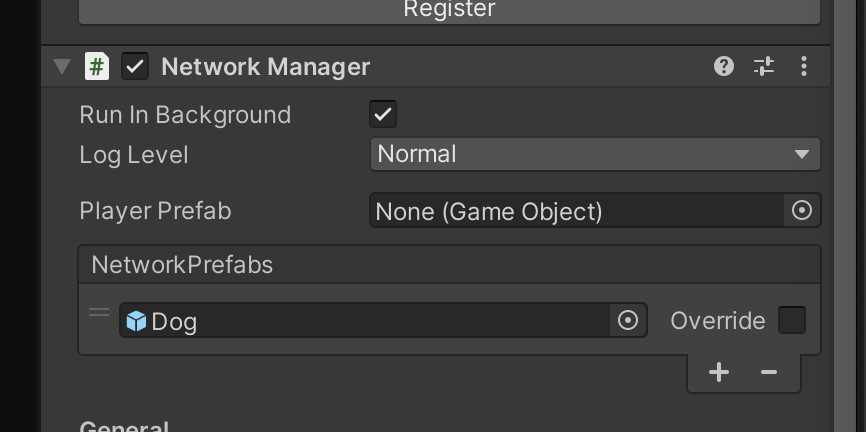 Register
# Network Manager
Run In Background
Log Level Normal
Player Prefab None (Game Object)
NetworkPrefabs
Dog Override
+ -
General